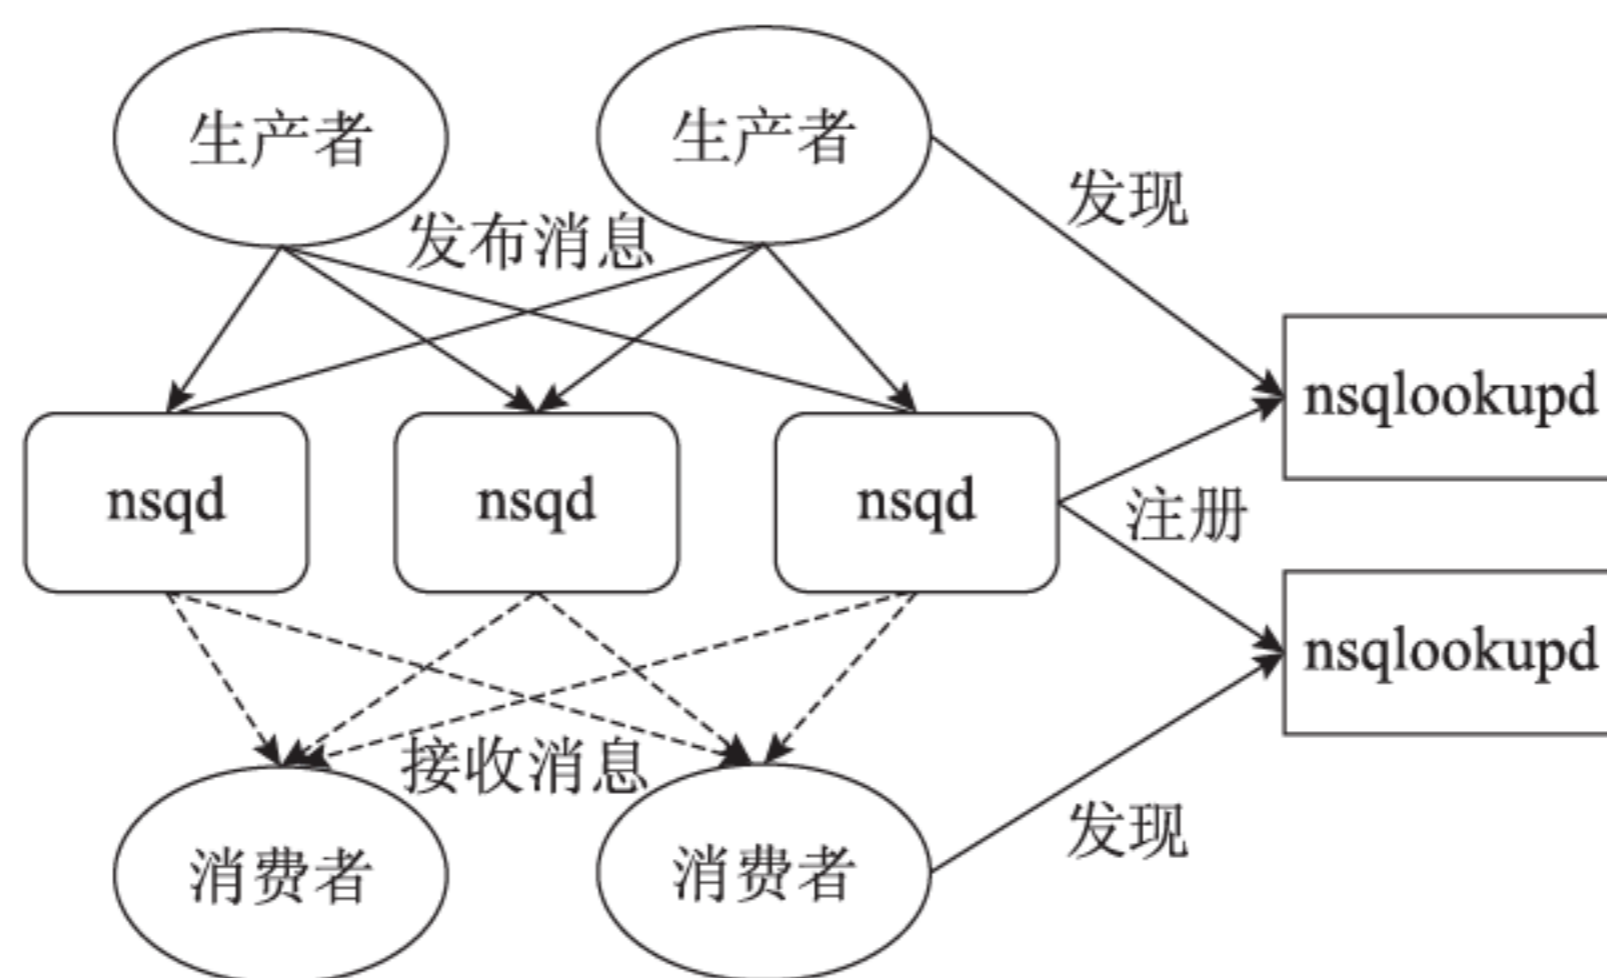 生产者
生产者
发现
发布消息
nsqlookupd
nsqd
nsqd
nsqd
注册
nsqlookupd
接收消息
发现
消费者
消费者